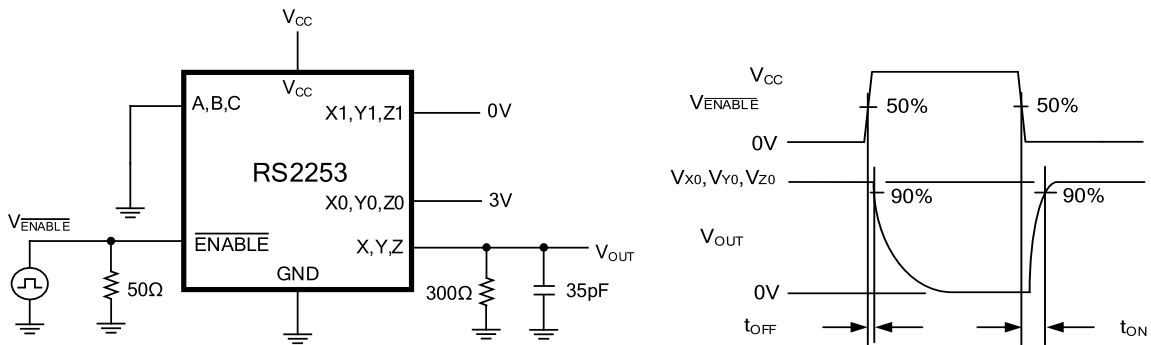 VCC
VCC
A,B,C
X1,Y1,Z1
0V
RS2253
X0,Y0,Z0
3V
VENABLE
ENABLE
X,Y,Z
VOUT
GND
50Ω
300Ω
35pF
VCC
VENABLE
50%
50%
0V
VX0,VY0,VZ0
90%
90%
VOUT
0V
tOFF
tON